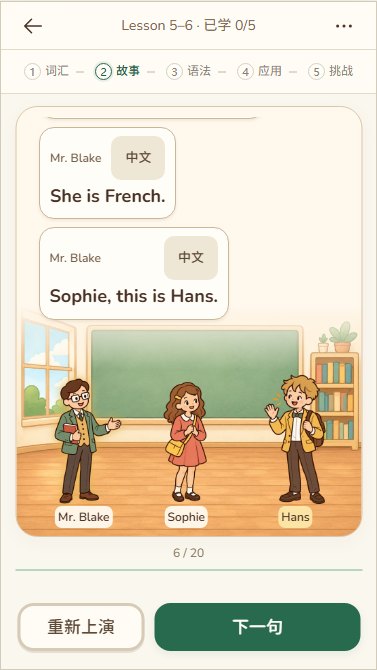 Lesson 5–6 · 已学 0/5
1 词汇 – 2 故事 – 3 语法 – 4 应用 – 5 挑战
Mr. Blake 中文
She is French.
Mr. Blake 中文
Sophie, this is Hans.
Mr. Blake Sophie Hans
6 / 20
重新上演 下一句